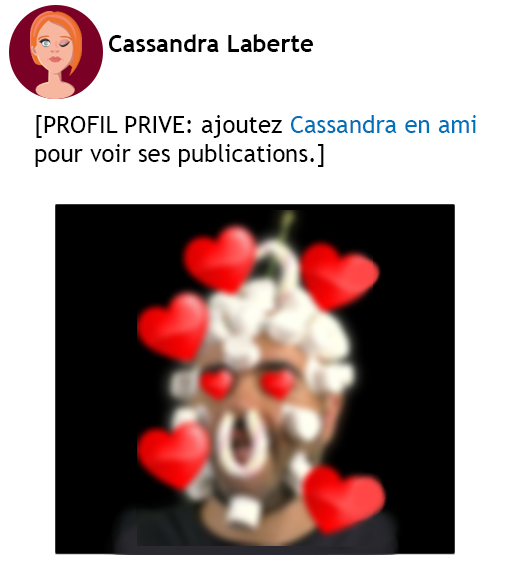 Cassandra Laberte
[PROFIL PRIVE: ajoutez Cassandra en ami
pour voir ses publications.]